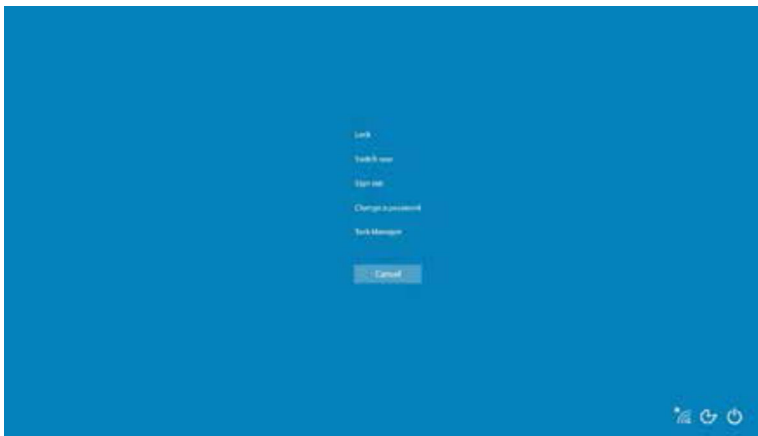 Lock
Switch user
Sign out
Change a password
Task Manager
Cancel